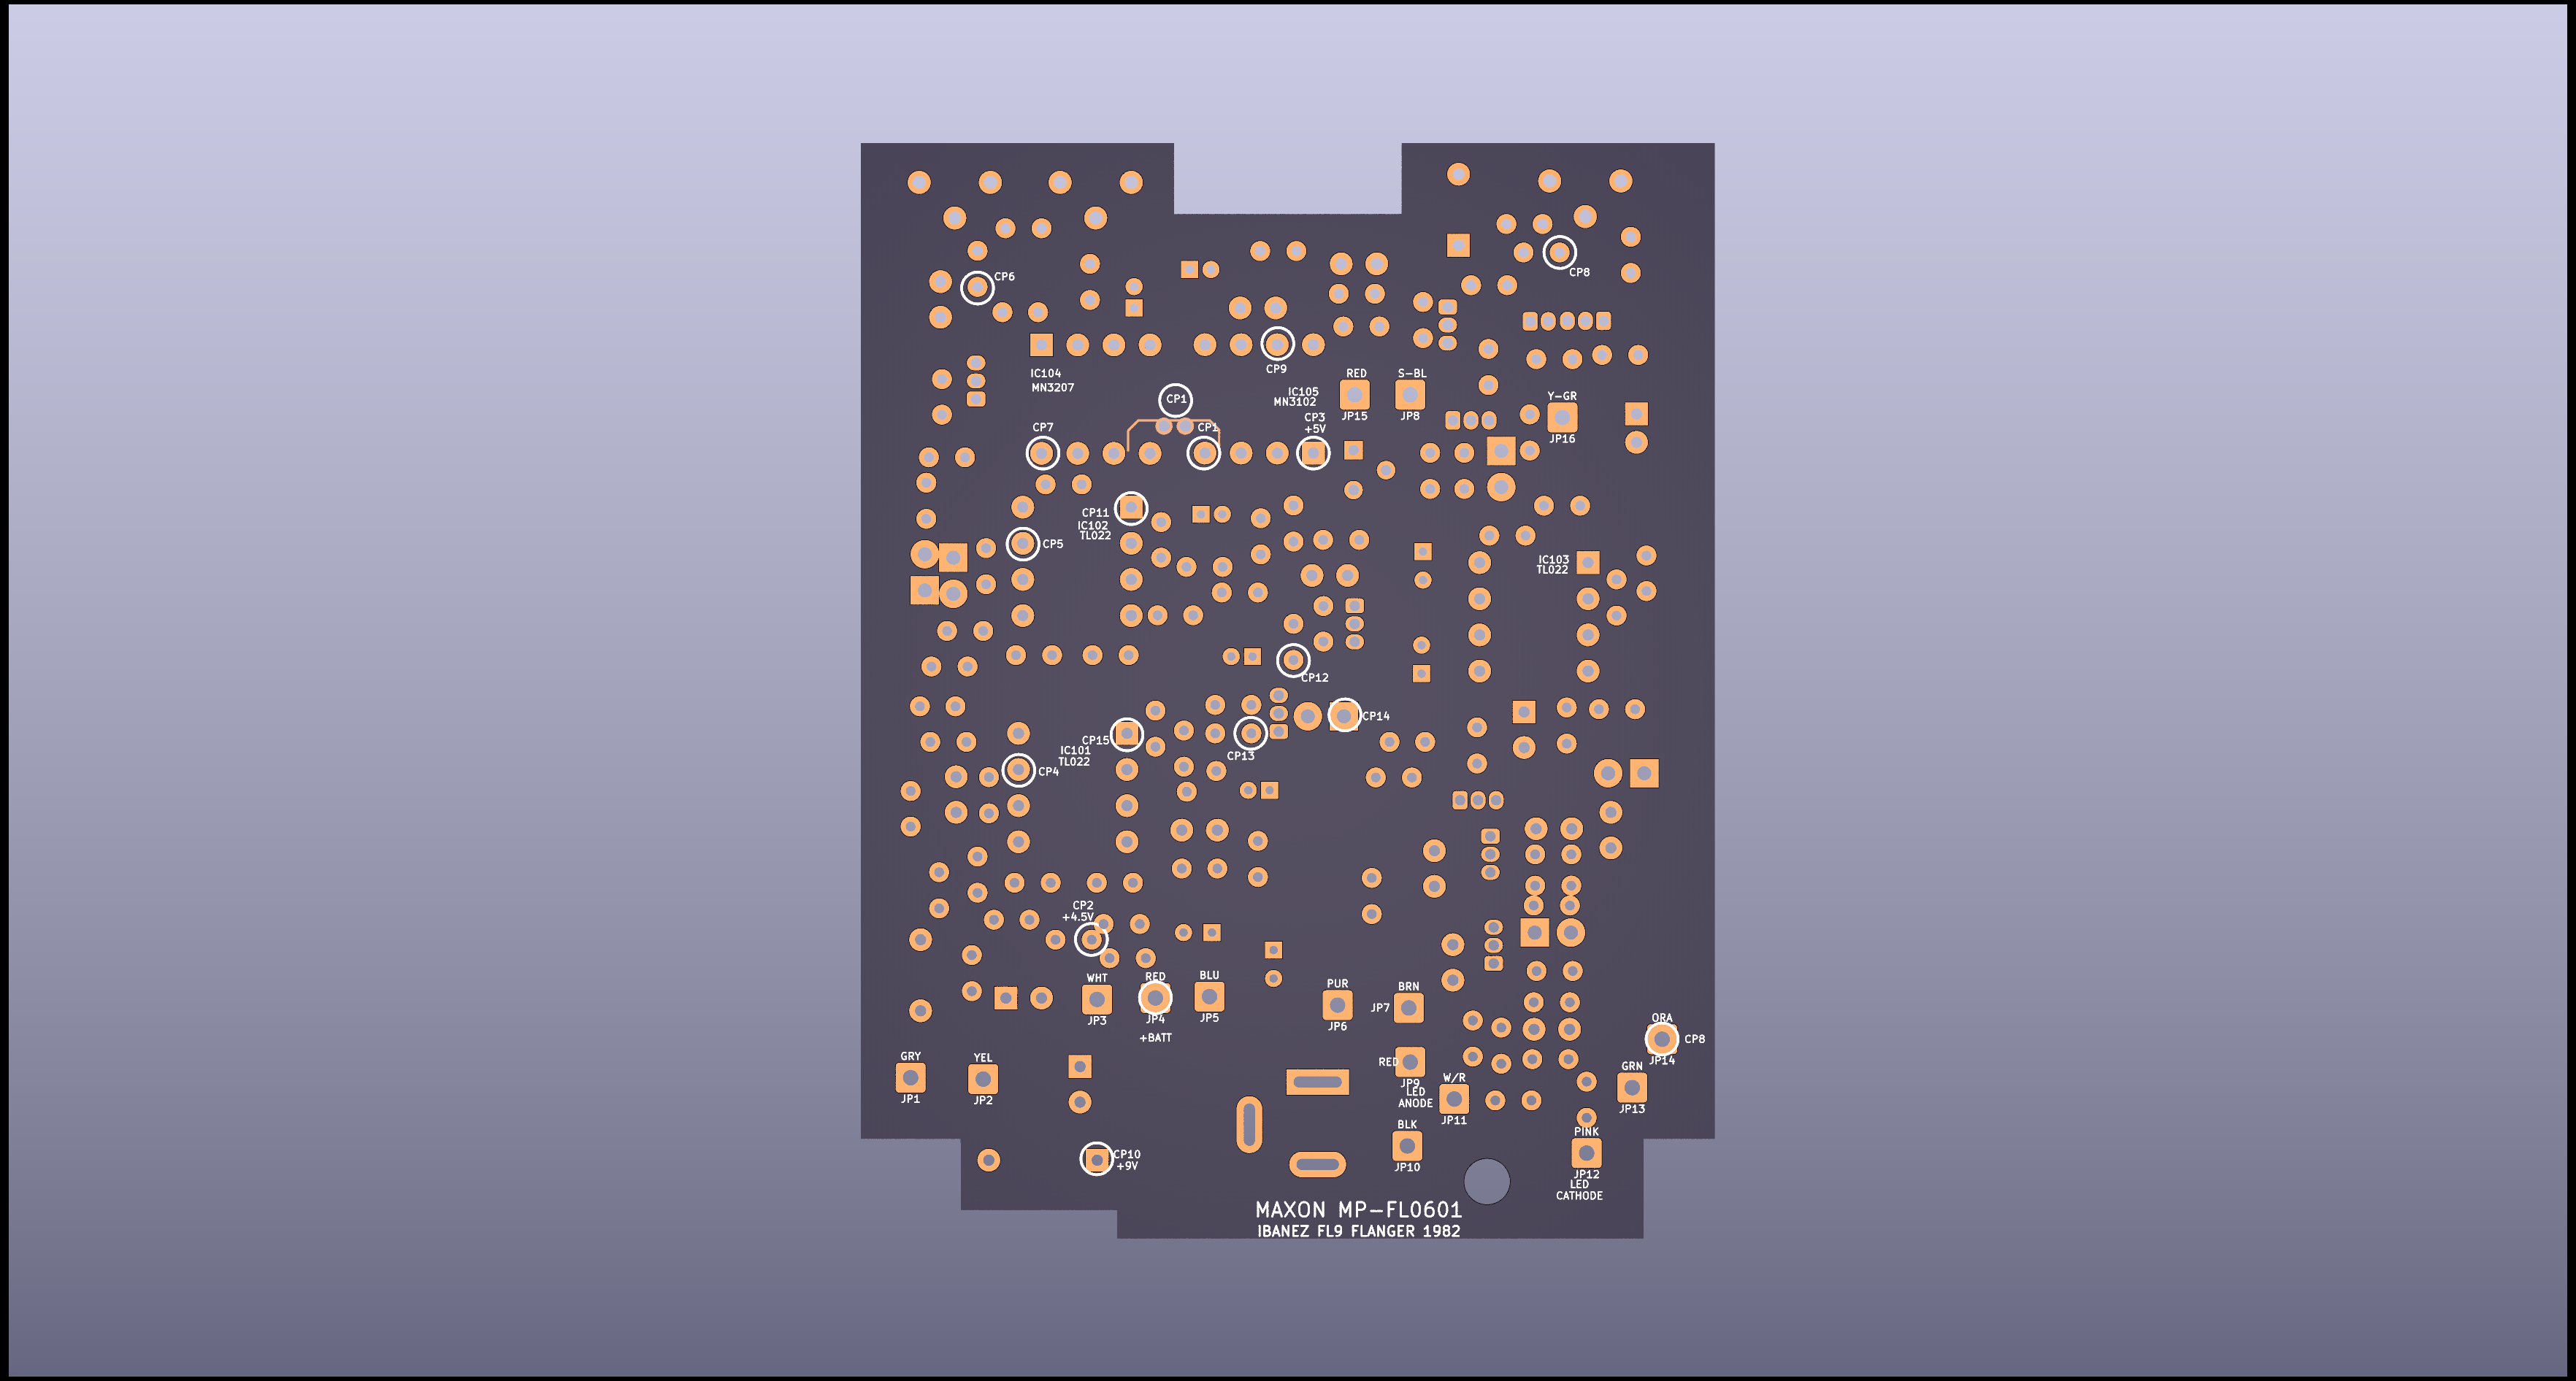 CP6
CP8
IC104
MN3207
CP9
RED
S-BL
CP1
IC105
MN3102
Y-GR
JP15
JP8
CP3
+5V
CP7
CP1
JP16
CP11
IC102
TL022
CP5
IC103
TL022
CP12
CP14
CP15
IC101
TL022
CP13
CP4
CP2
+4.5V
WHT
RED
BLU
PUR
BRN
JP7
JP3
JP4
JP5
JP6
+BATT
ORA
CP8
JP14
GRY
YEL
RED
GRN
JP9
W/R
LED
ANODE
JP1
JP2
JP11
JP13
BLK
PINK
CP10
+9V
JP10
JP12
LED
CATHODE
MAXON MP-FL0601
IBANEZ FL9 FLANGER 1982